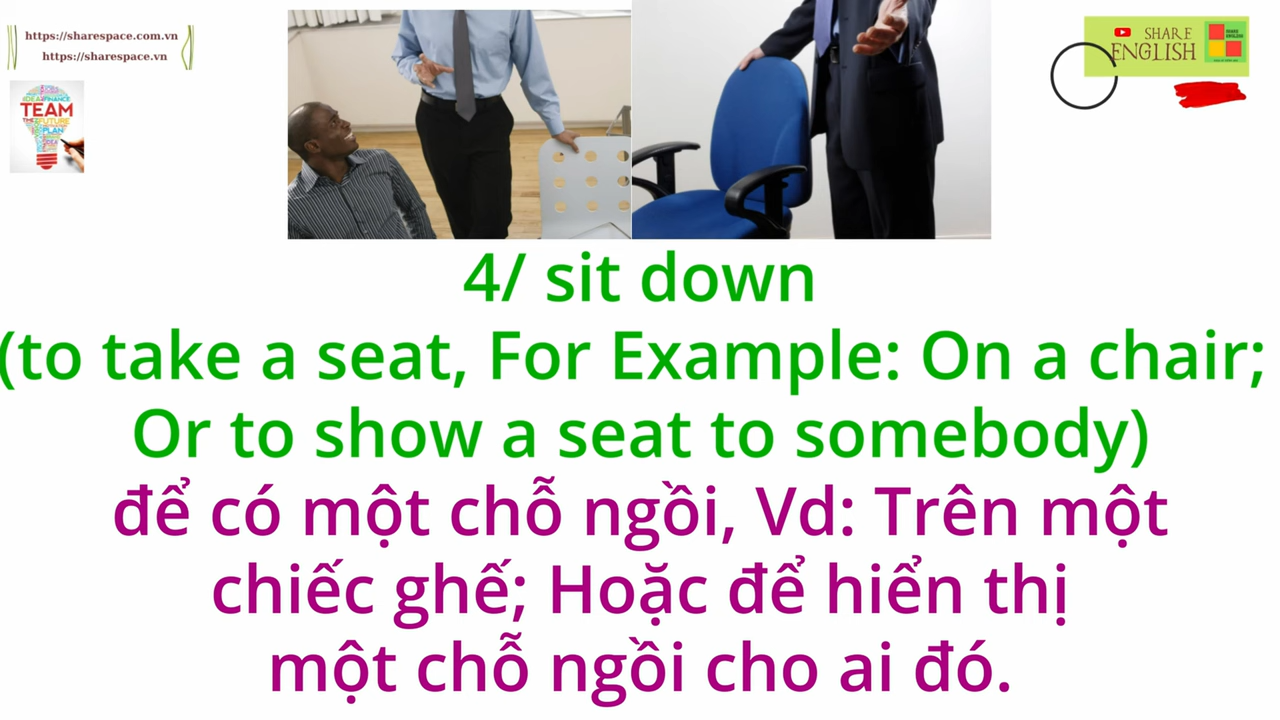 https://sharespace.com.vn
https://sharespace.vn
TEAM
PLAN
SHARE
ENGLISH
4/ sit down
(to take a seat, For Example: On a chair;
Or to show a seat to somebody)
để có một chỗ ngồi, Vd: Trên một
chiếc ghế; Hoặc để hiển thị
một chỗ ngồi cho ai đó.